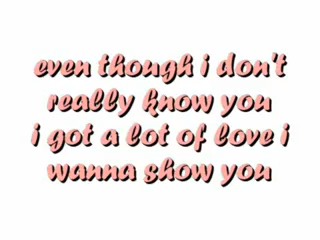 even though i don't
really know you
i got a lot of love i
wanna show you